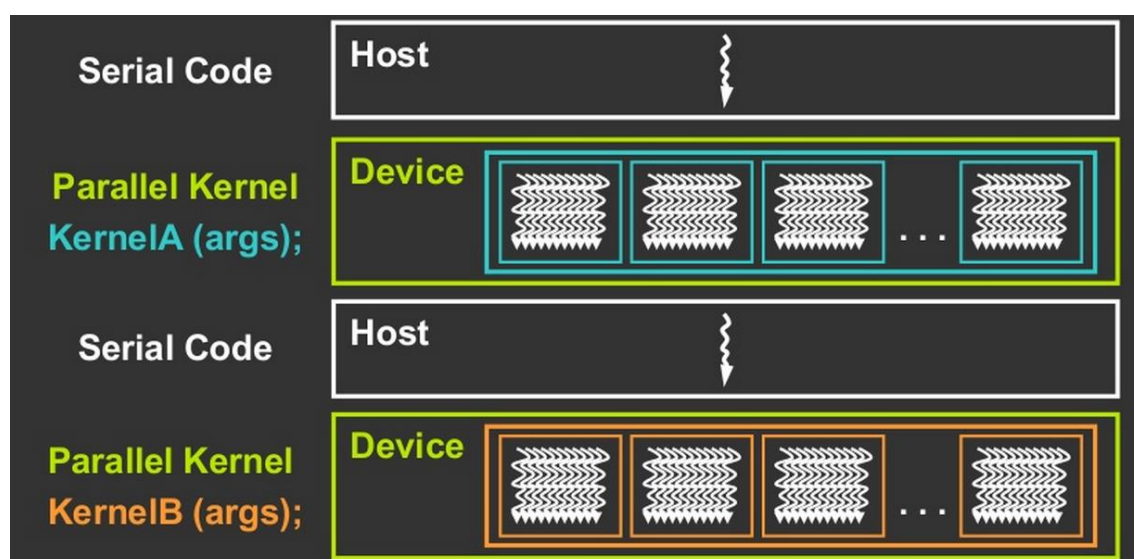 Serial Code
Host
Parallel Kernel
KernelA (args);
Device
. . .
Serial Code
Host
Parallel Kernel
KernelB (args);
Device
. . .